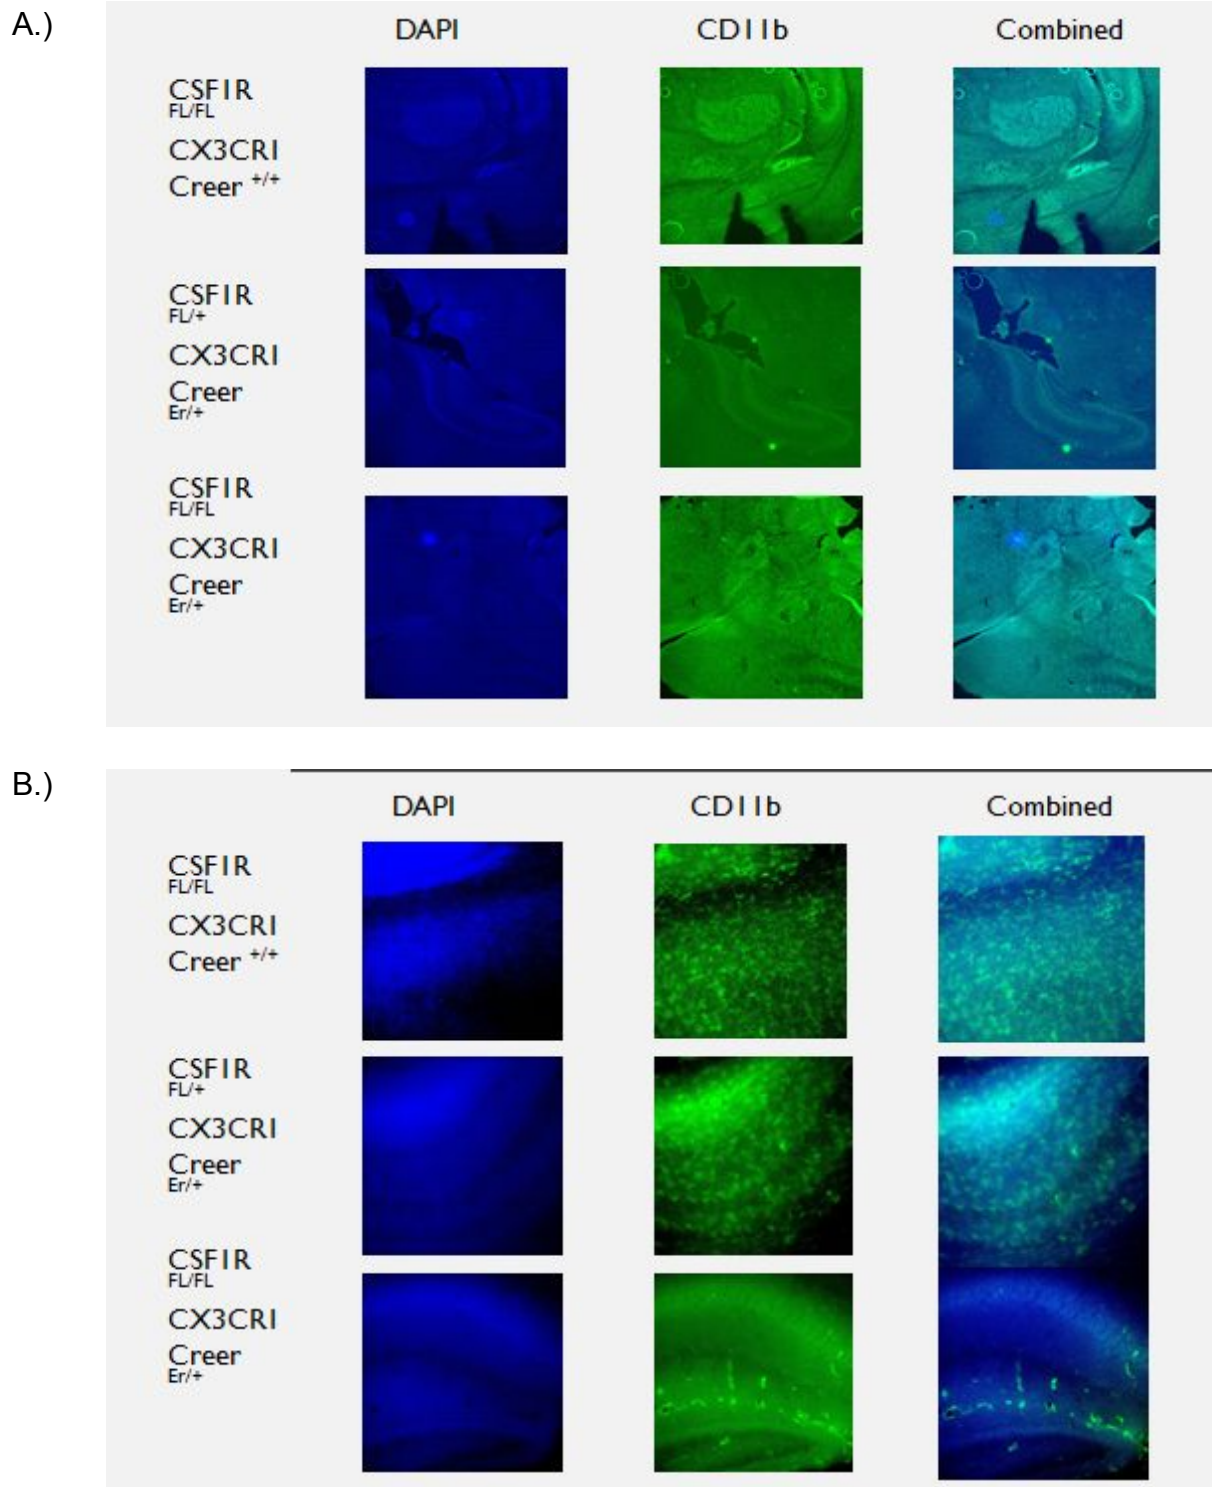 A.)
DAPI CD11b Combined
CSF1R
FL/FL
CX3CR1
Creer +/+
CSF1R
FL/+
CX3CR1
Creer
Er/+
CSF1R
FL/FL
CX3CR1
Creer
Er/+
B.)
DAPI CD11b Combined
CSF1R
FL/FL
CX3CR1
Creer +/+
CSF1R
FL/+
CX3CR1
Creer
Er/+
CSF1R
FL/FL
CX3CR1
Creer
Er/+